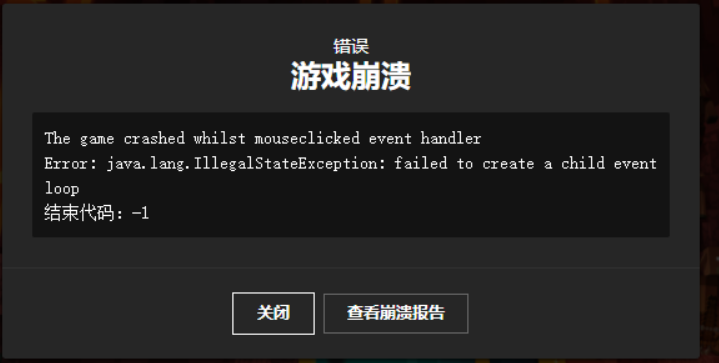 错误
游戏崩溃
The game crashed whilst mouseclicked event handler
Error: java.lang.IllegalStateException: failed to create a child event
loop
结束代码: -1
关闭
查看崩溃报告